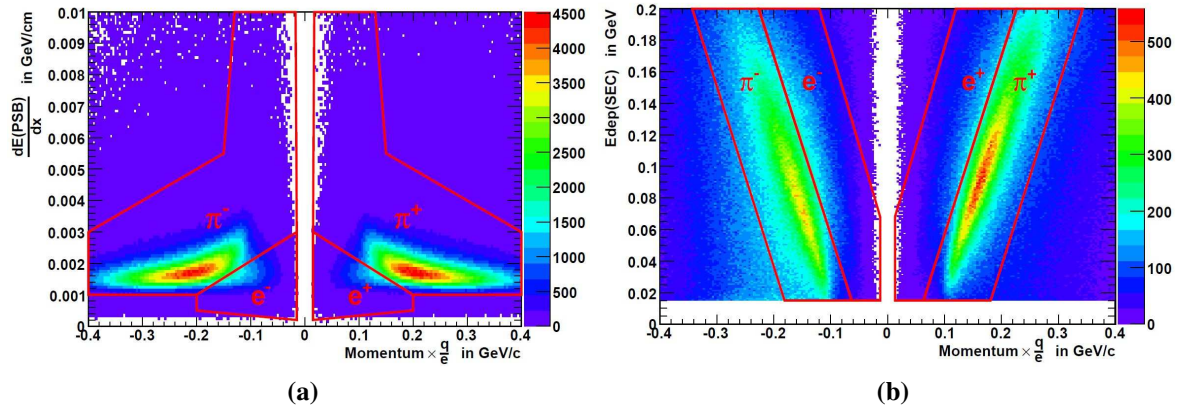 0.01
0.009
0.008
0.007
0.006
0.005
0.004
0.003
0.002
0.001
0
dE(PSB)
dx
in GeV/cm
π-
π+
e-
e+
-0.4 -0.3 -0.2 -0.1 -0 0.1 0.2 0.3 0.4
Momentum × q/e in GeV/c
4500
4000
3500
3000
2500
2000
1500
1000
500
0
(a)
0.2
0.18
0.16
0.14
0.12
0.1
0.08
0.06
0.04
0.02
0
Edep(SEC) in GeV
π- e- e+ π+
-0.4 -0.3 -0.2 -0.1 -0 0.1 0.2 0.3 0.4
Momentum × q/e in GeV/c
500
400
300
200
100
0
(b)